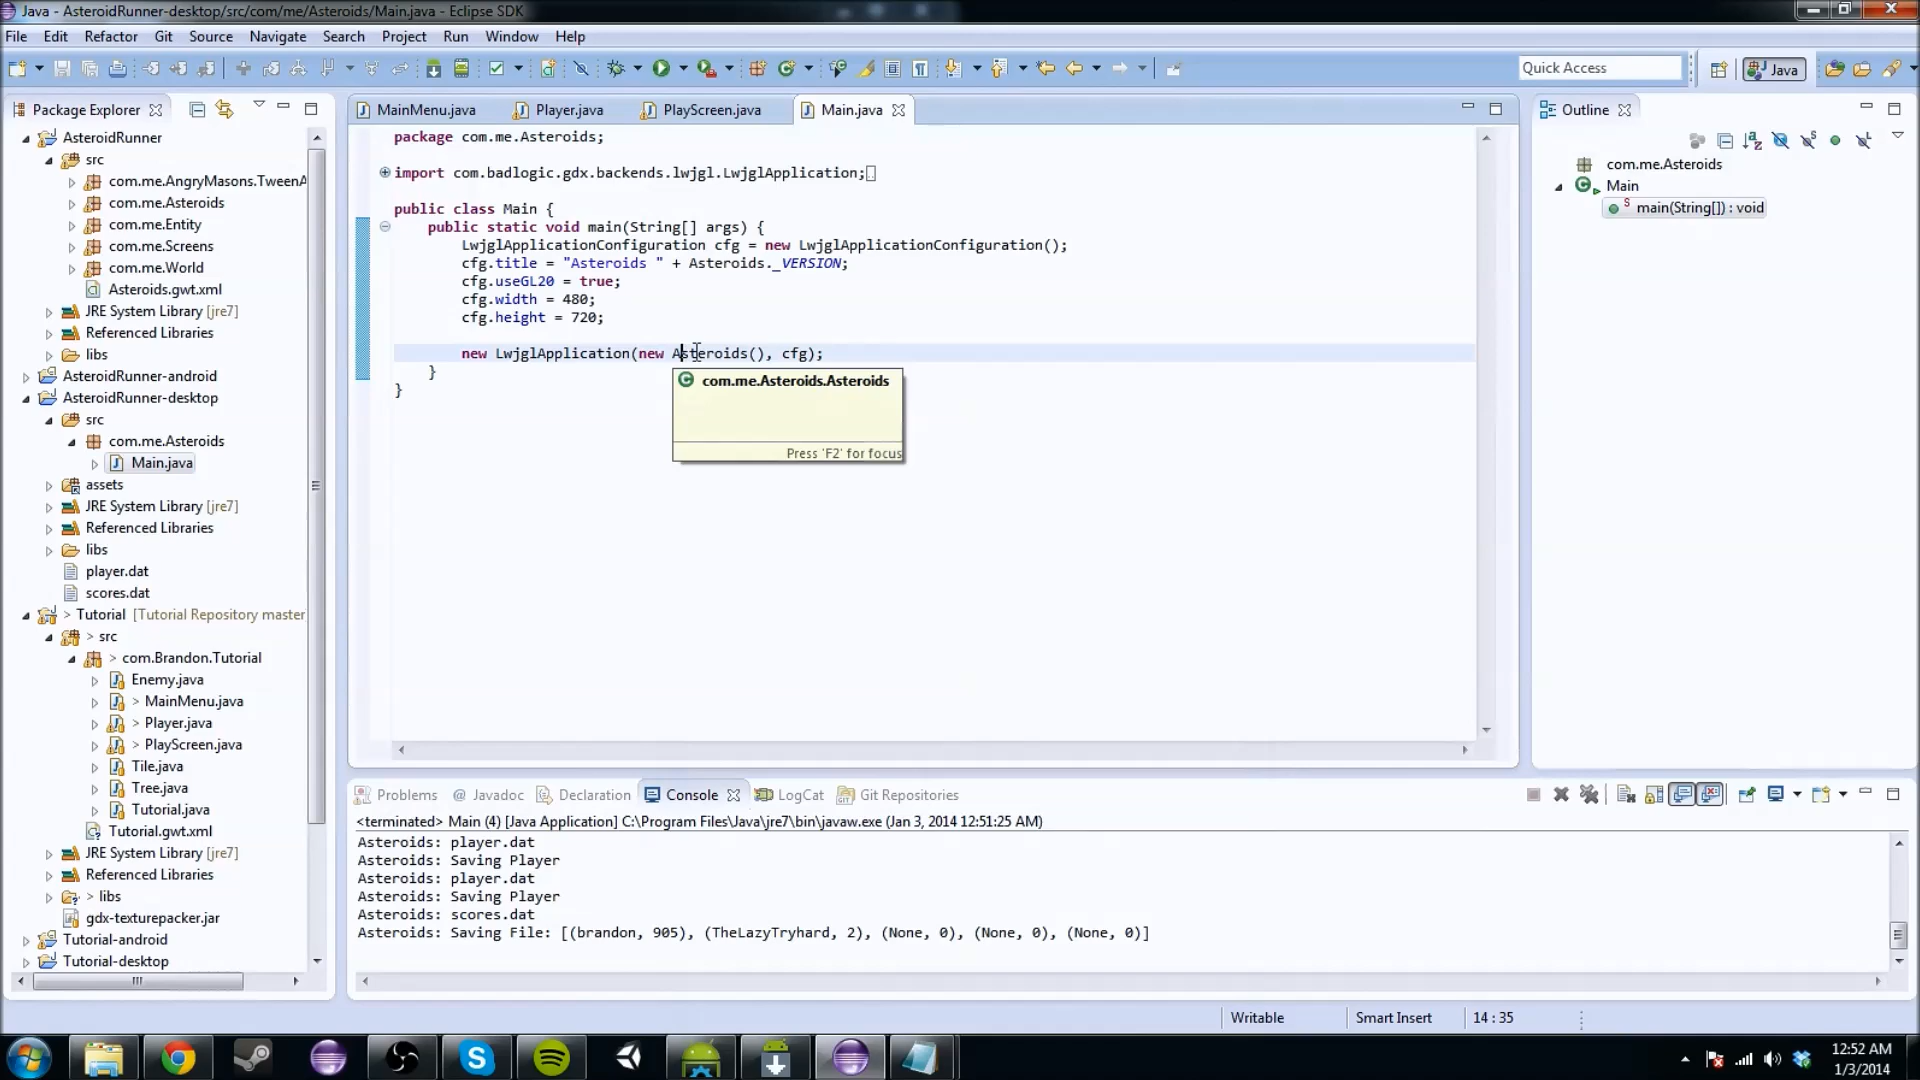 Java - AsteroidRunner-desktop/src/com/me/Asteroids/Main.java - Eclipse SDK
File Edit Refactor Git Source Navigate Search Project Run Window Help
Quick Access
Java
Package Explorer
AsteroidRunner
src
com.me.AngryMasons.TweenA
com.me.Asteroids
com.me.Entity
com.me.Screens
com.me.World
Asteroids.gwt.xml
JRE System Library [jre7]
Referenced Libraries
libs
AsteroidRunner-android
AsteroidRunner-desktop
src
com.me.Asteroids
Main.java
assets
JRE System Library [jre7]
Referenced Libraries
libs
player.dat
scores.dat
> Tutorial [Tutorial Repository master
> src
> com.Brandon.Tutorial
Enemy.java
> MainMenu.java
> Player.java
> PlayScreen.java
Tile.java
Tree.java
Tutorial.java
Tutorial.gwt.xml
JRE System Library [jre7]
Referenced Libraries
> libs
gdx-texturepacker.jar
Tutorial-android
Tutorial-desktop
MainMenu.java Player.java PlayScreen.java Main.java
package com.me.Asteroids;
import com.badlogic.gdx.backends.lwjgl.LwjglApplication;
public class Main {
public static void main(String[] args) {
LwjglApplicationConfiguration cfg = new LwjglApplicationConfiguration();
cfg.title = "Asteroids " + Asteroids._VERSION;
cfg.useGL20 = true;
cfg.width = 480;
cfg.height = 720;
new LwjglApplication(new Asteroids(), cfg);
}
}
com.me.Asteroids.Asteroids
Press 'F2' for focus
Outline
com.me.Asteroids
Main
main(String[]) : void
Problems @ Javadoc Declaration Console LogCat Git Repositories
<terminated> Main (4) [Java Application] C:\Program Files\Java\jre7\bin\javaw.exe (Jan 3, 2014 12:51:25 AM)
Asteroids: player.dat
Asteroids: Saving Player
Asteroids: player.dat
Asteroids: Saving Player
Asteroids: scores.dat
Asteroids: Saving File: [(brandon, 905), (TheLazyTryhard, 2), (None, 0), (None, 0), (None, 0)]
Writable Smart Insert 14 : 35
12:52 AM
1/3/2014